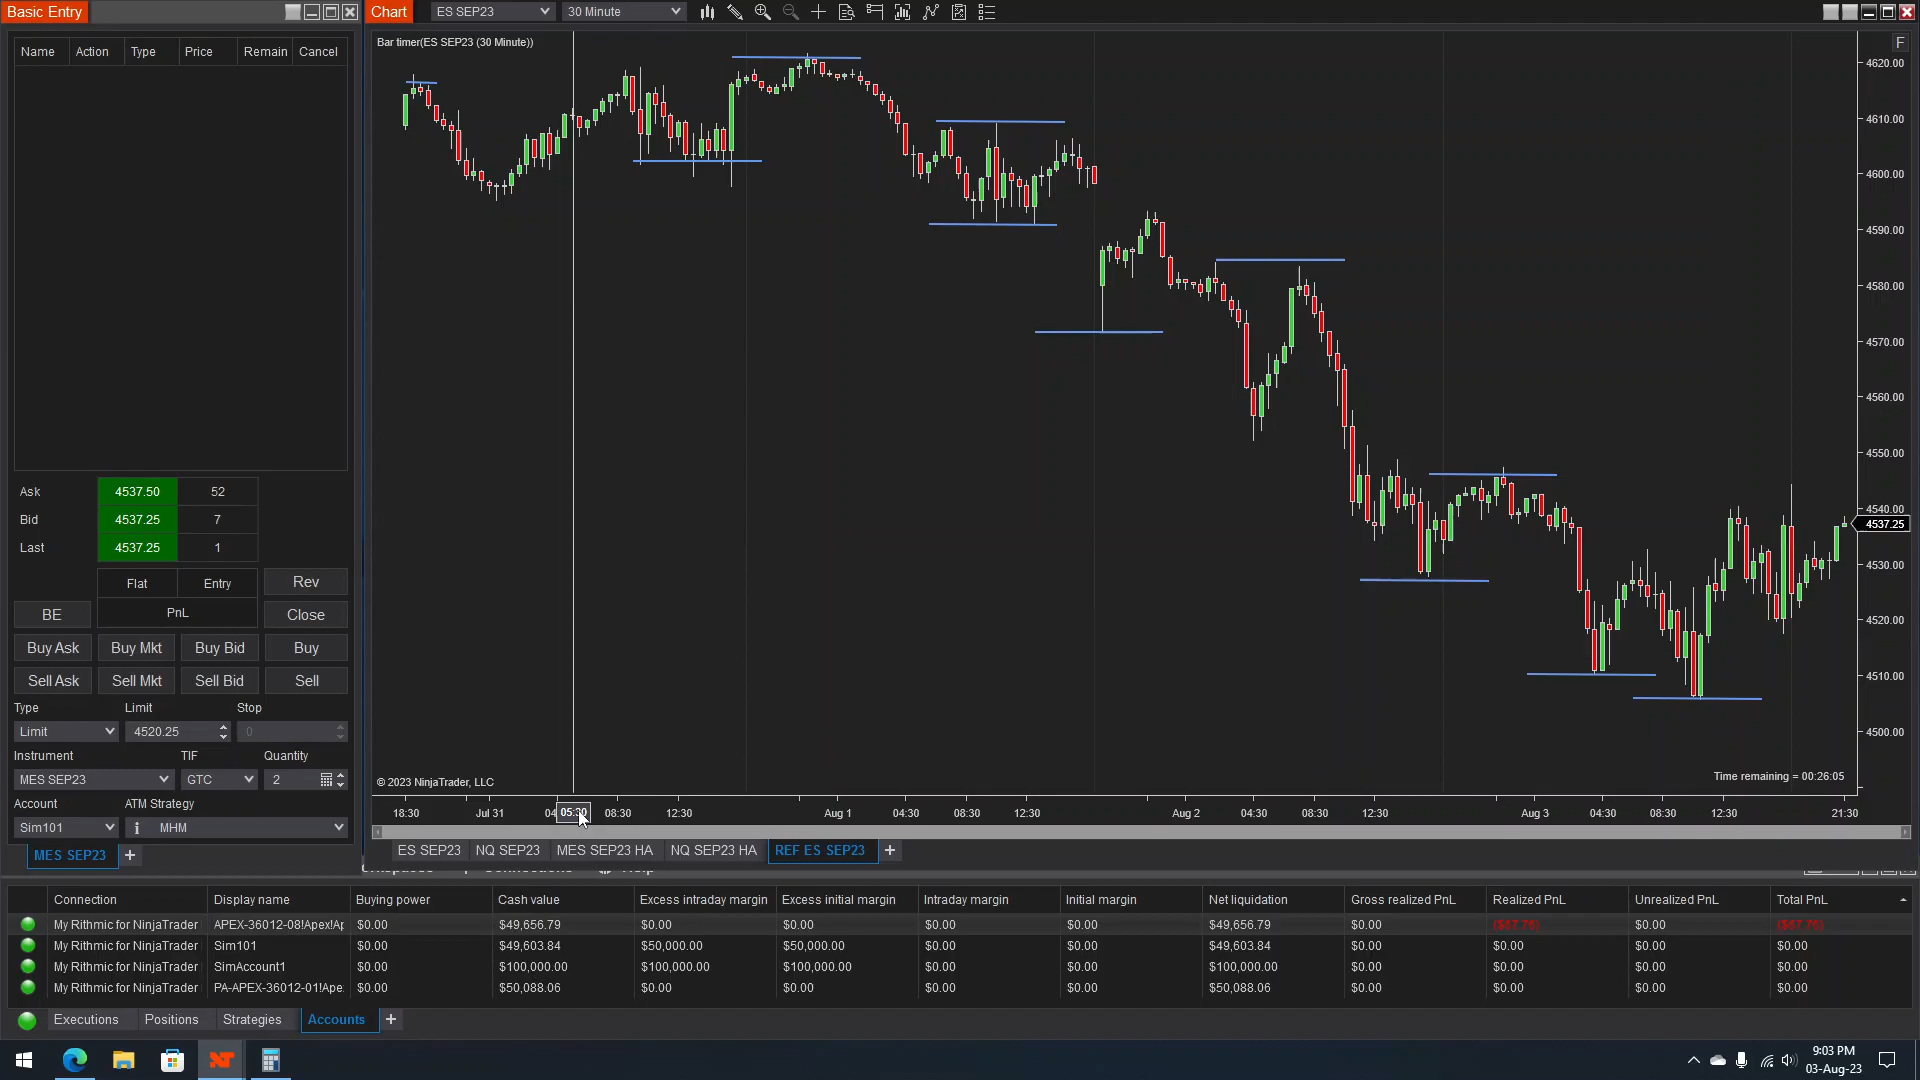 Basic Entry
Chart
ES SEP23
30 Minute
Name Action Type Price Remain Cancel
Bar timer(ES SEP23 (30 Minute))
F
4620.00
4610.00
4600.00
4590.00
4580.00
4570.00
4560.00
4550.00
4540.00
4537.25
4530.00
4520.00
4510.00
4500.00
Ask 4537.50 52
Bid 4537.25 7
Last 4537.25 1
Flat Entry Rev
BE PnL Close
Buy Ask Buy Mkt Buy Bid Buy
Sell Ask Sell Mkt Sell Bid Sell
Type Limit Stop
Limit 4520.25 0
Instrument TIF Quantity
MES SEP23 GTC 2
Account ATM Strategy
Sim101 MHM
MES SEP23 +
© 2023 NinjaTrader, LLC
Time remaining = 00:26:05
18:30 Jul 31 04 05:30 08:30 12:30 Aug 1 04:30 08:30 12:30 Aug 2 04:30 08:30 12:30 Aug 3 04:30 08:30 12:30 21:30
ES SEP23 NQ SEP23 MES SEP23 HA NQ SEP23 HA REF ES SEP23 +
Connection Display name Buying power Cash value Excess intraday margin Excess initial margin Intraday margin Initial margin Net liquidation Gross realized PnL Realized PnL Unrealized PnL Total PnL
My Rithmic for NinjaTrader APEX-36012-08!Apex!Ap $0.00 $49,656.79 $0.00 $0.00 $0.00 $0.00 $49,656.79 $0.00 ($67.76) $0.00 ($67.76)
My Rithmic for NinjaTrader Sim101 $0.00 $49,603.84 $50,000.00 $50,000.00 $0.00 $0.00 $49,603.84 $0.00 $0.00 $0.00 $0.00
My Rithmic for NinjaTrader SimAccount1 $0.00 $100,000.00 $100,000.00 $100,000.00 $0.00 $0.00 $100,000.00 $0.00 $0.00 $0.00 $0.00
My Rithmic for NinjaTrader PA-APEX-36012-01!Ape: $0.00 $50,088.06 $0.00 $0.00 $0.00 $0.00 $50,088.06 $0.00 $0.00 $0.00 $0.00
Executions Positions Strategies Accounts +
9:03 PM
03-Aug-23